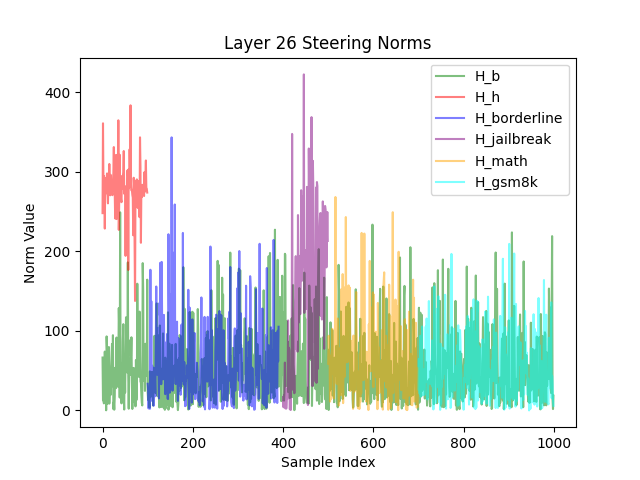 Layer 26 Steering Norms
H_b
H_h
H_borderline
H_jailbreak
H_math
H_gsm8k
Norm Value
400
300
200
100
0
0
200
400
600
800
1000
Sample Index